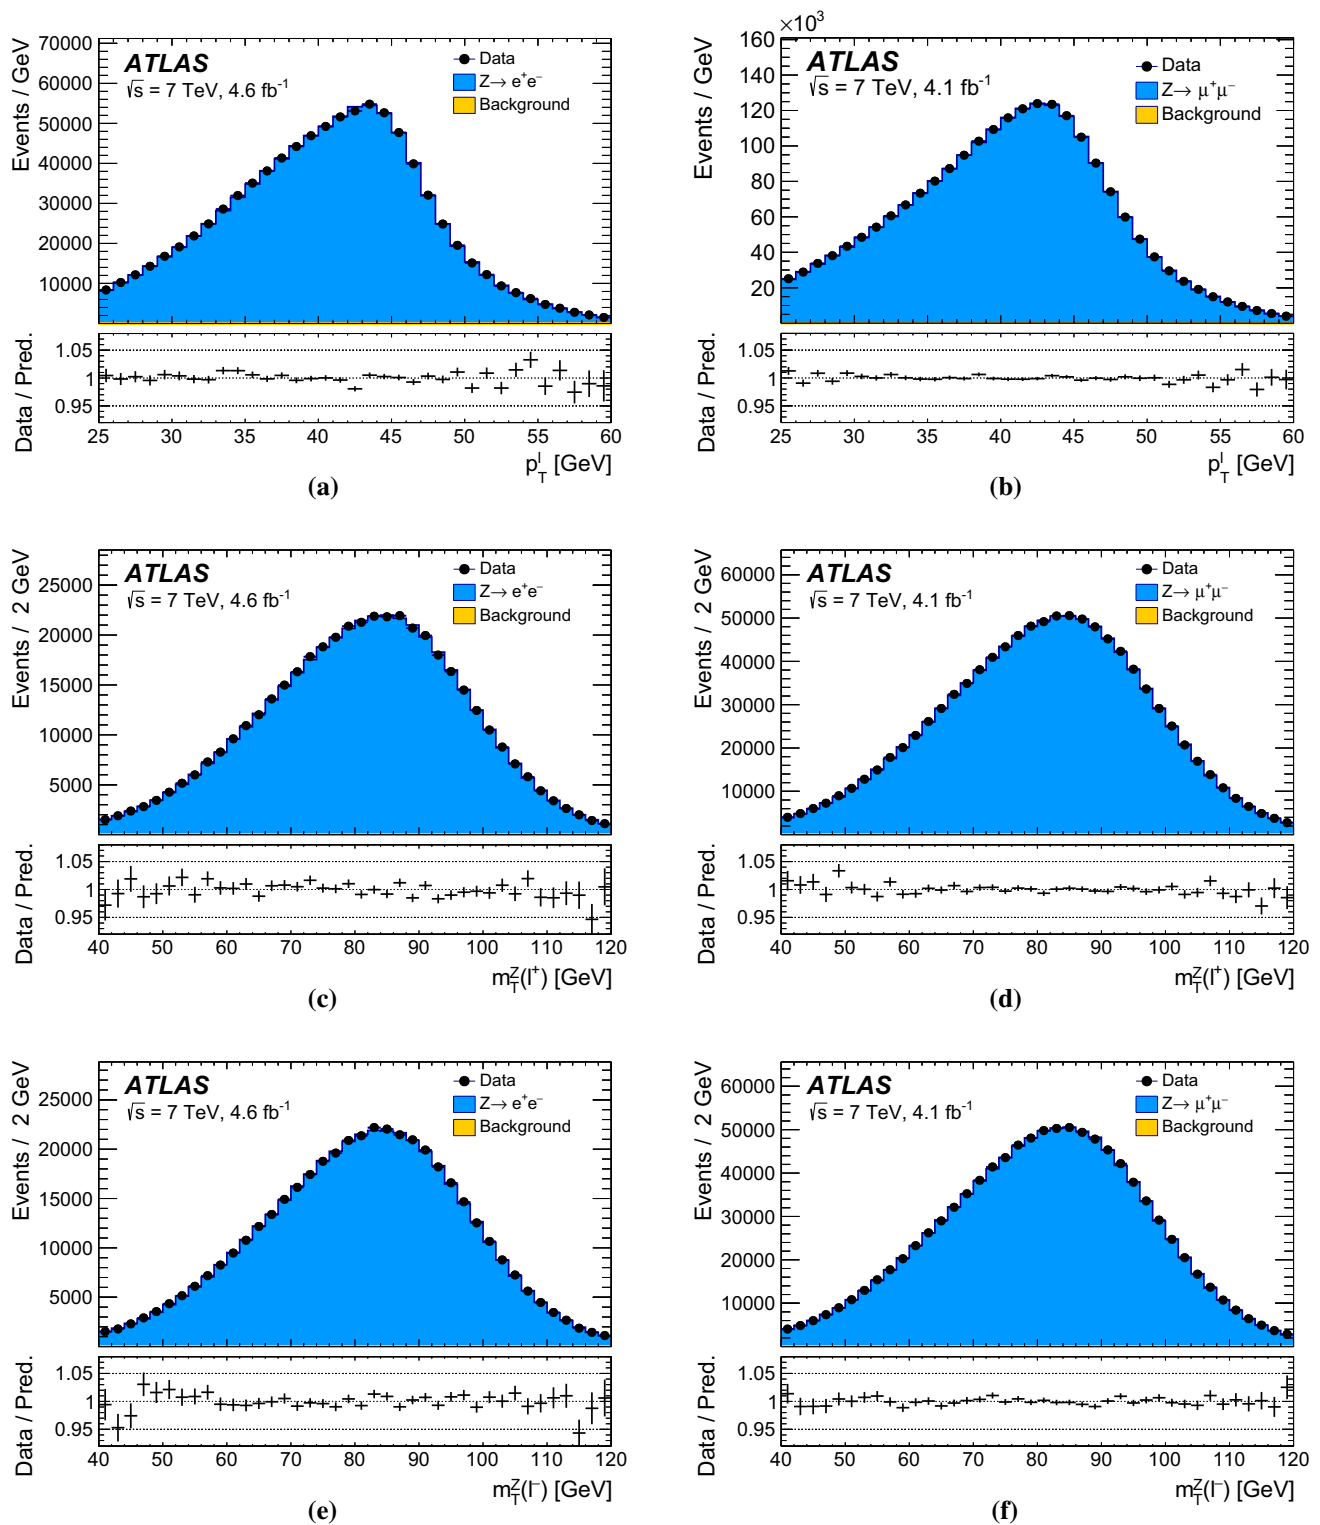 Events / GeV
70000
60000
50000
40000
30000
20000
10000
ATLAS
√s = 7 TeV, 4.6 fb⁻¹
Data
Z→ e⁺e⁻
Background
Data / Pred.
1.05
1
0.95
25 30 35 40 45 50 55 60
p_T^l [GeV]
(a)
×10³
Events / GeV
160
140
120
100
80
60
40
20
ATLAS
√s = 7 TeV, 4.1 fb⁻¹
Data
Z→ μ⁺μ⁻
Background
Data / Pred.
1.05
1
0.95
25 30 35 40 45 50 55 60
p_T^l [GeV]
(b)
Events / 2 GeV
25000
20000
15000
10000
5000
ATLAS
√s = 7 TeV, 4.6 fb⁻¹
Data
Z→ e⁺e⁻
Background
Data / Pred.
1.05
1
0.95
40 50 60 70 80 90 100 110 120
m_T^Z(l⁺) [GeV]
(c)
Events / 2 GeV
60000
50000
40000
30000
20000
10000
ATLAS
√s = 7 TeV, 4.1 fb⁻¹
Data
Z→ μ⁺μ⁻
Background
Data / Pred.
1.05
1
0.95
40 50 60 70 80 90 100 110 120
m_T^Z(l⁺) [GeV]
(d)
Events / 2 GeV
25000
20000
15000
10000
5000
ATLAS
√s = 7 TeV, 4.6 fb⁻¹
Data
Z→ e⁺e⁻
Background
Data / Pred.
1.05
1
0.95
40 50 60 70 80 90 100 110 120
m_T^Z(l⁻) [GeV]
(e)
Events / 2 GeV
60000
50000
40000
30000
20000
10000
ATLAS
√s = 7 TeV, 4.1 fb⁻¹
Data
Z→ μ⁺μ⁻
Background
Data / Pred.
1.05
1
0.95
40 50 60 70 80 90 100 110 120
m_T^Z(l⁻) [GeV]
(f)